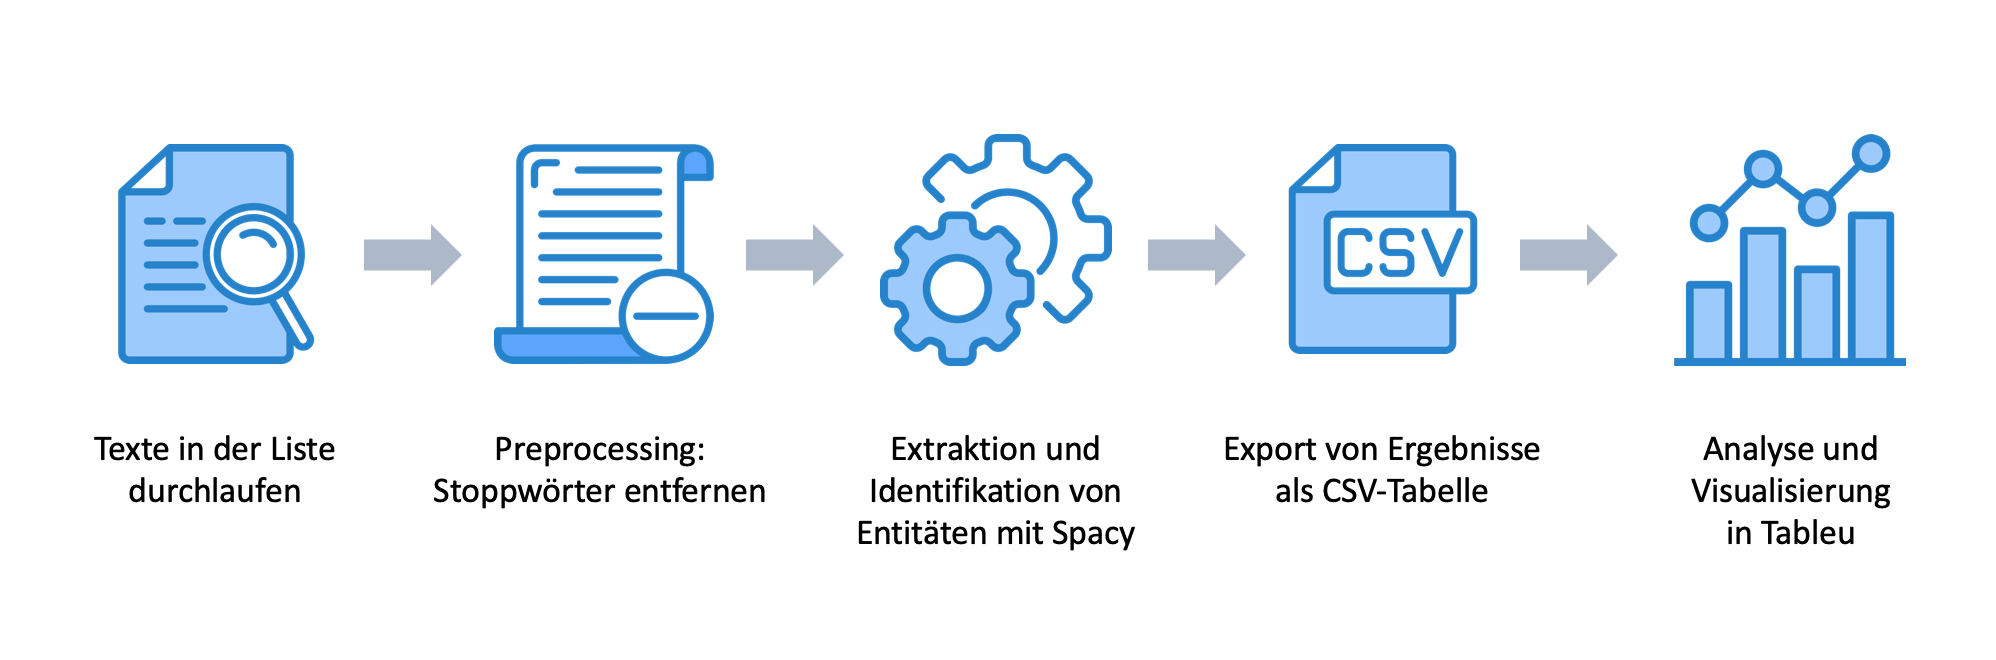 CSV
Texte in der Liste
durchlaufen
Preprocessing:
Stoppwörter entfernen
Extraktion und
Identifikation von
Entitäten mit Spacy
Export von Ergebnisse
als CSV-Tabelle
Analyse und
Visualisierung
in Tableu